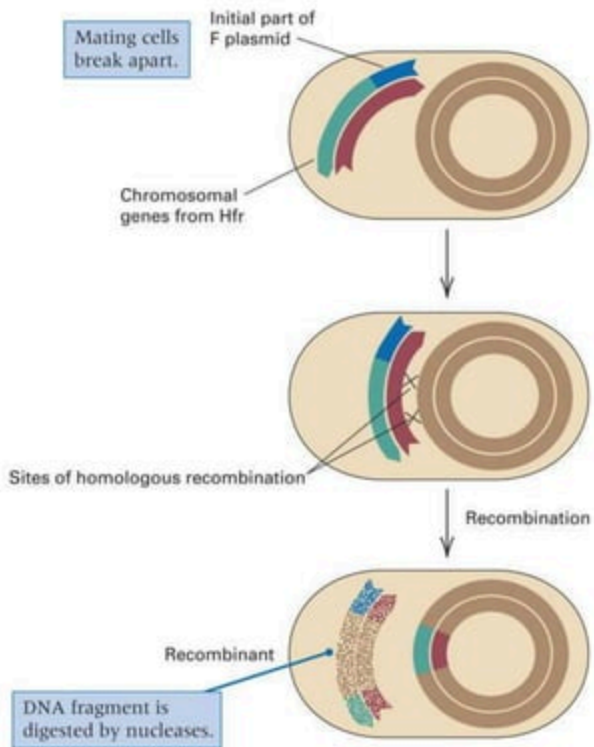 Initial part of
F plasmid
Mating cells
break apart.
Chromosomal
genes from Hfr
Sites of homologous recombination
Recombination
Recombinant
DNA fragment is
digested by nucleases.